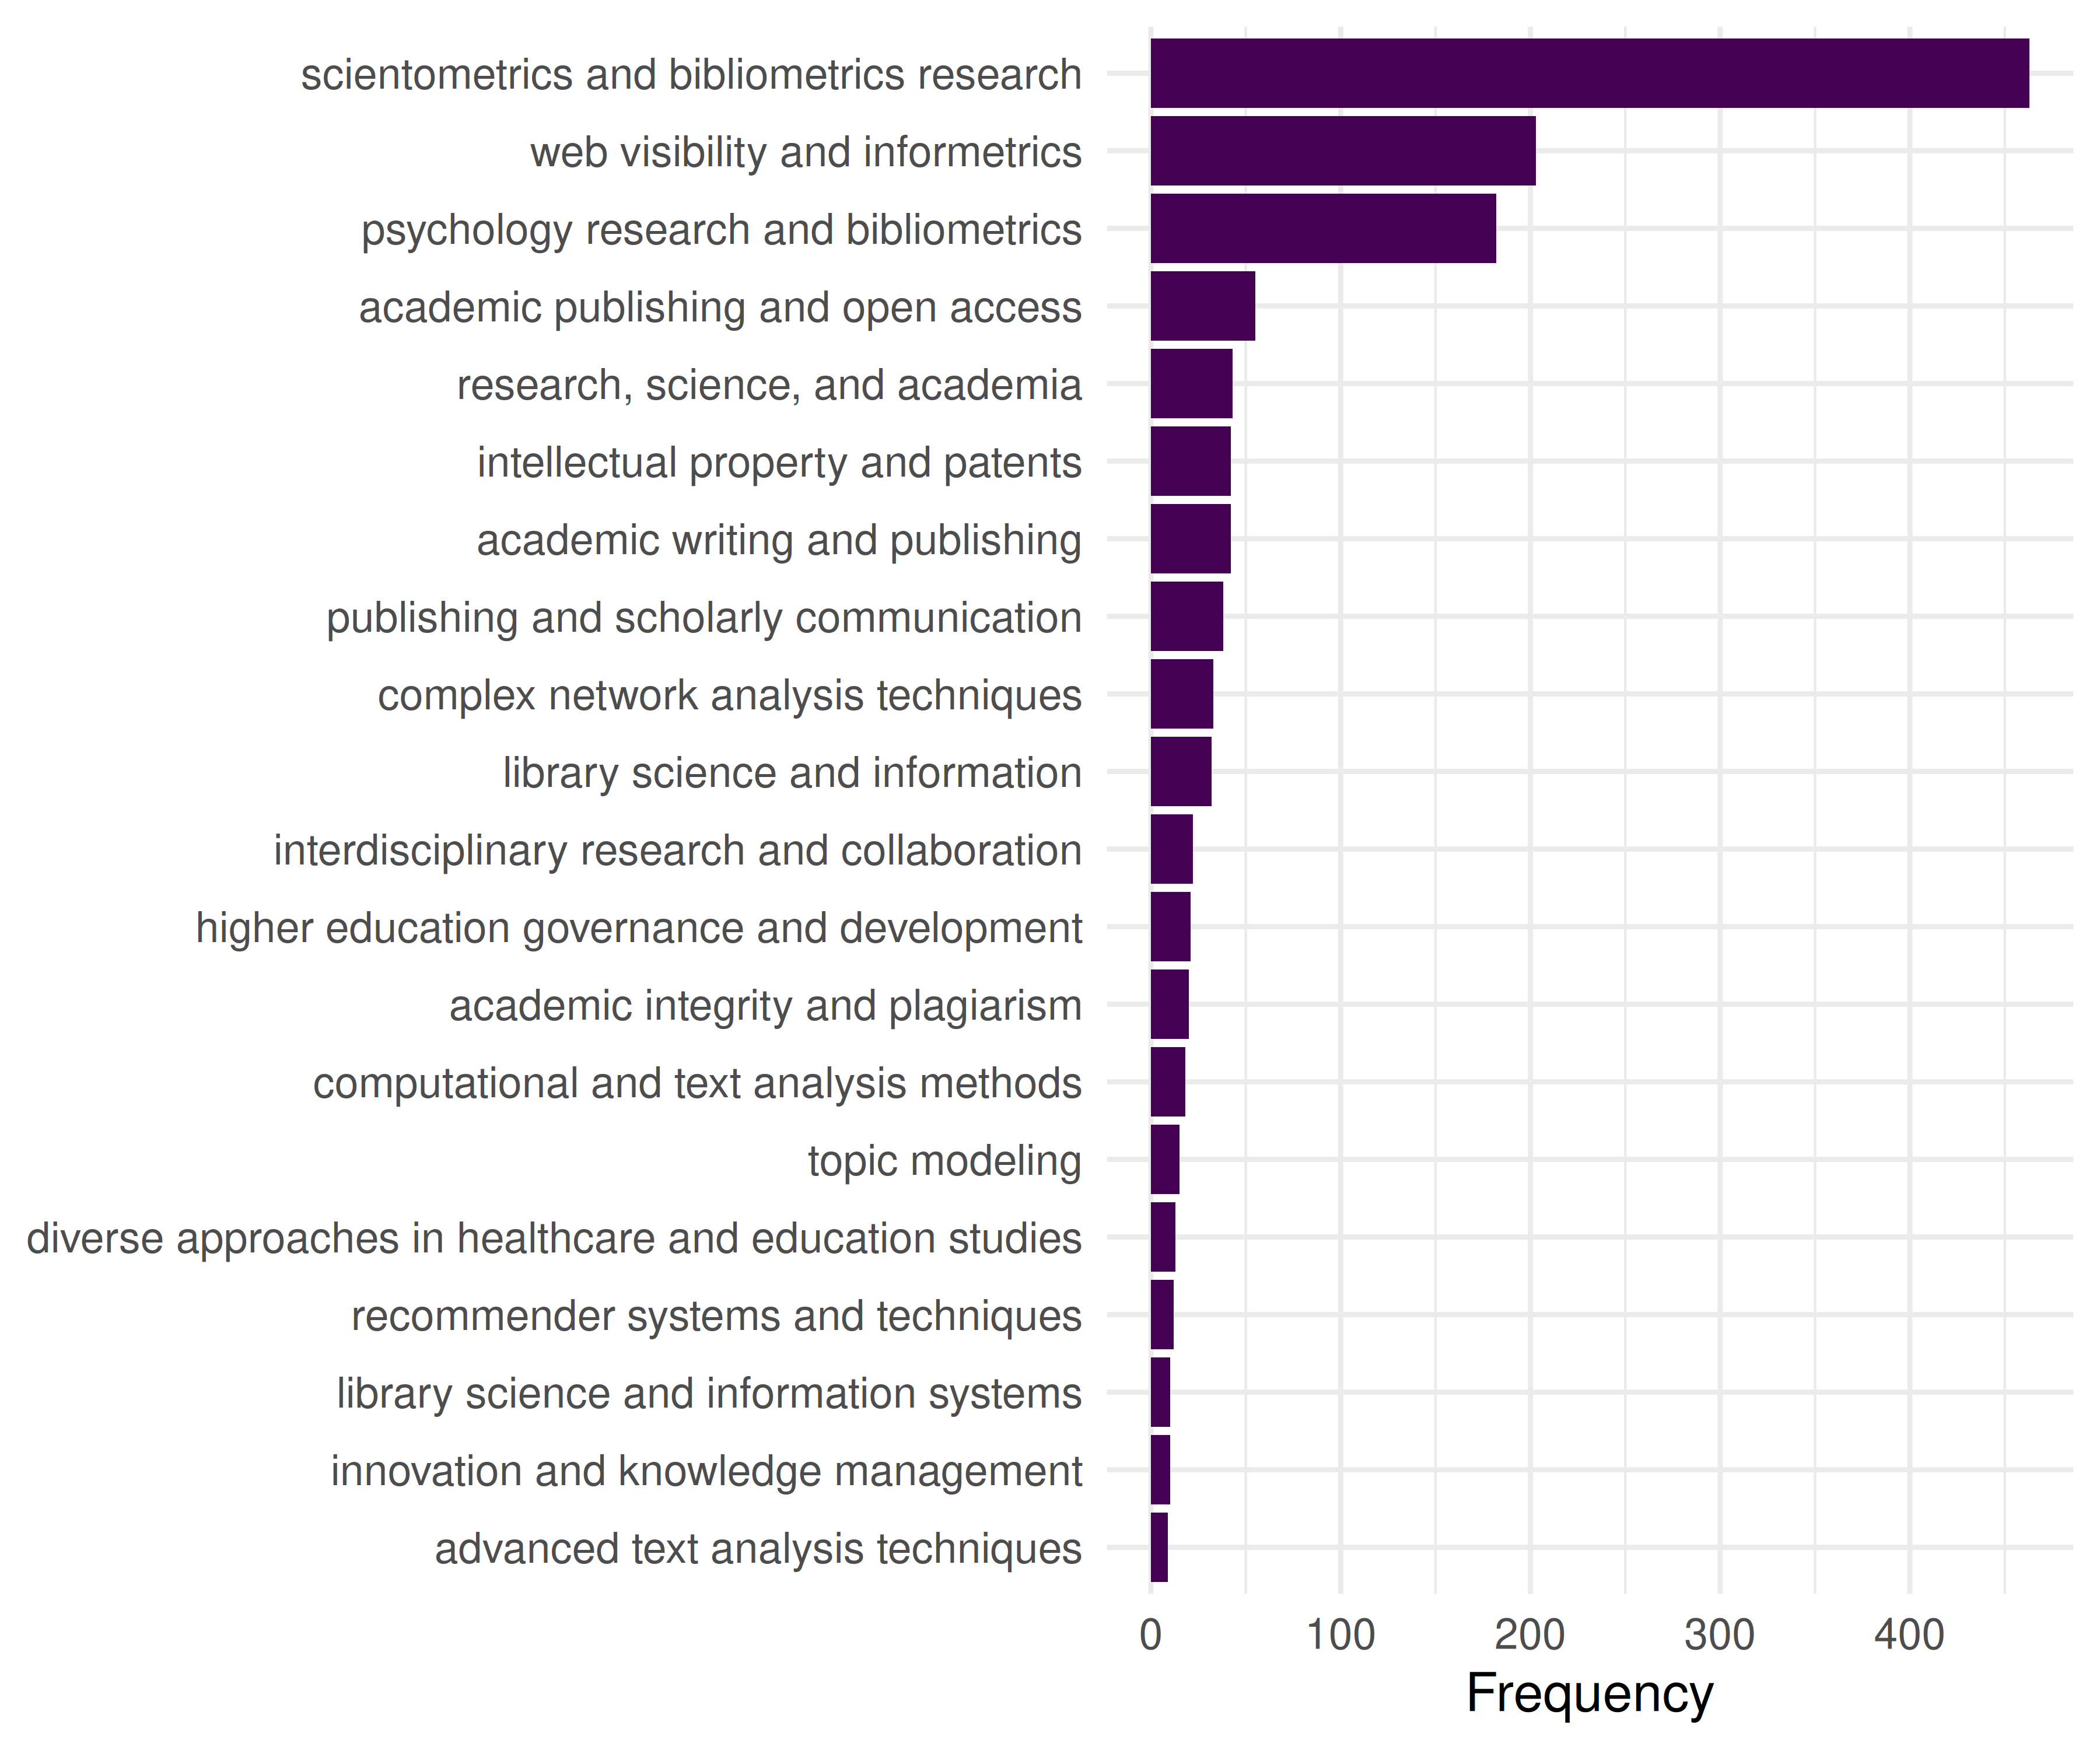 scientometrics and bibliometrics research
web visibility and informetrics
psychology research and bibliometrics
academic publishing and open access
research, science, and academia
intellectual property and patents
academic writing and publishing
publishing and scholarly communication
complex network analysis techniques
library science and information
interdisciplinary research and collaboration
higher education governance and development
academic integrity and plagiarism
computational and text analysis methods
topic modeling
diverse approaches in healthcare and education studies
recommender systems and techniques
library science and information systems
innovation and knowledge management
advanced text analysis techniques
0 100 200 300 400
Frequency